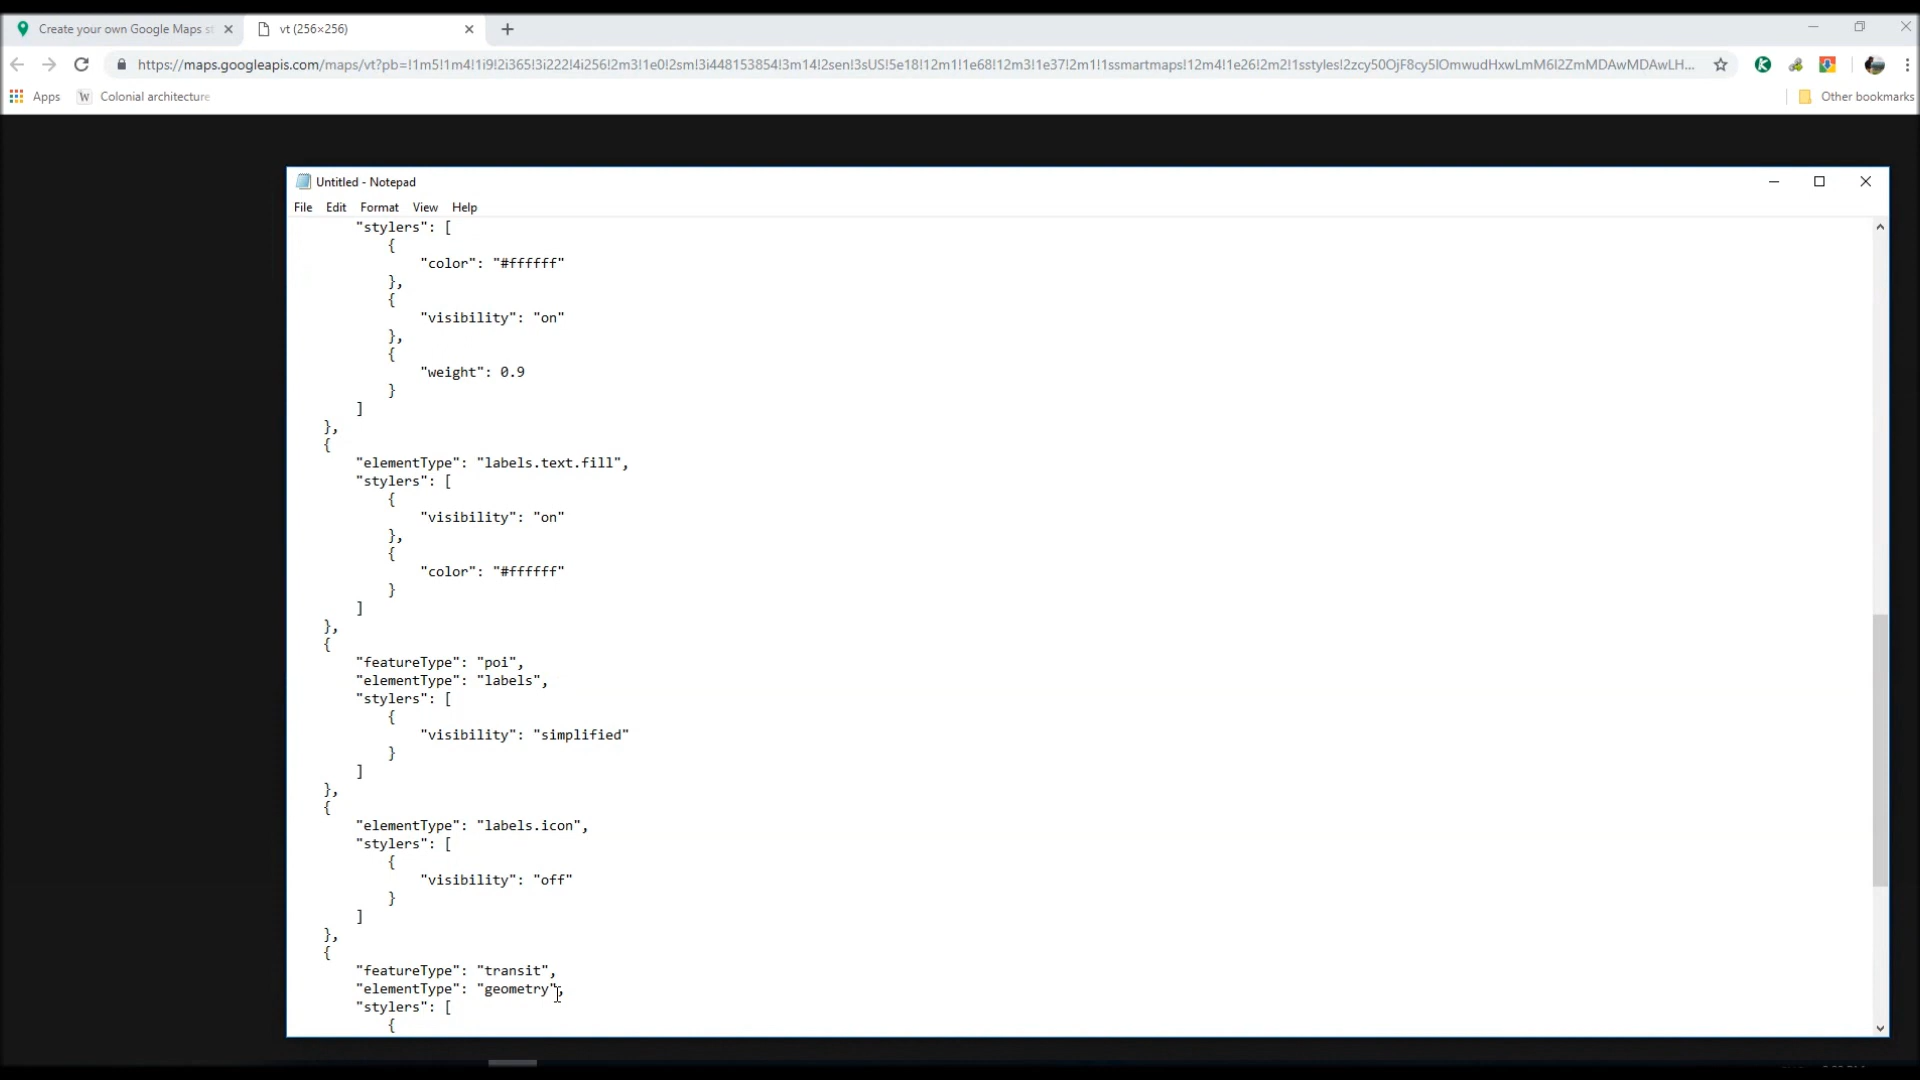 Create your own Google Maps st
vt (256×256)
https://maps.googleapis.com/maps/vt?pb=!1m5!1m4!1i9!2i365!3i222!4i256!2m3!1e0!2sm!3i448153854!3m14!2sen!3sUS!5e18!12m1!1e68!12m3!1e37!2m1!1ssmartmaps!12m4!1e26!2m2!1sstyles!2zcy50OjF8cy5lOmwudHxwLmM6I2ZmMDAwMDAwLH...
Apps
W Colonial architecture
Other bookmarks
Untitled - Notepad
File Edit Format View Help
"stylers": [
{
"color": "#ffffff"
},
{
"visibility": "on"
},
{
"weight": 0.9
}
]
},
{
"elementType": "labels.text.fill",
"stylers": [
{
"visibility": "on"
},
{
"color": "#ffffff"
}
]
},
{
"featureType": "poi",
"elementType": "labels",
"stylers": [
{
"visibility": "simplified"
}
]
},
{
"elementType": "labels.icon",
"stylers": [
{
"visibility": "off"
}
]
},
{
"featureType": "transit",
"elementType": "geometry",
"stylers": [
{